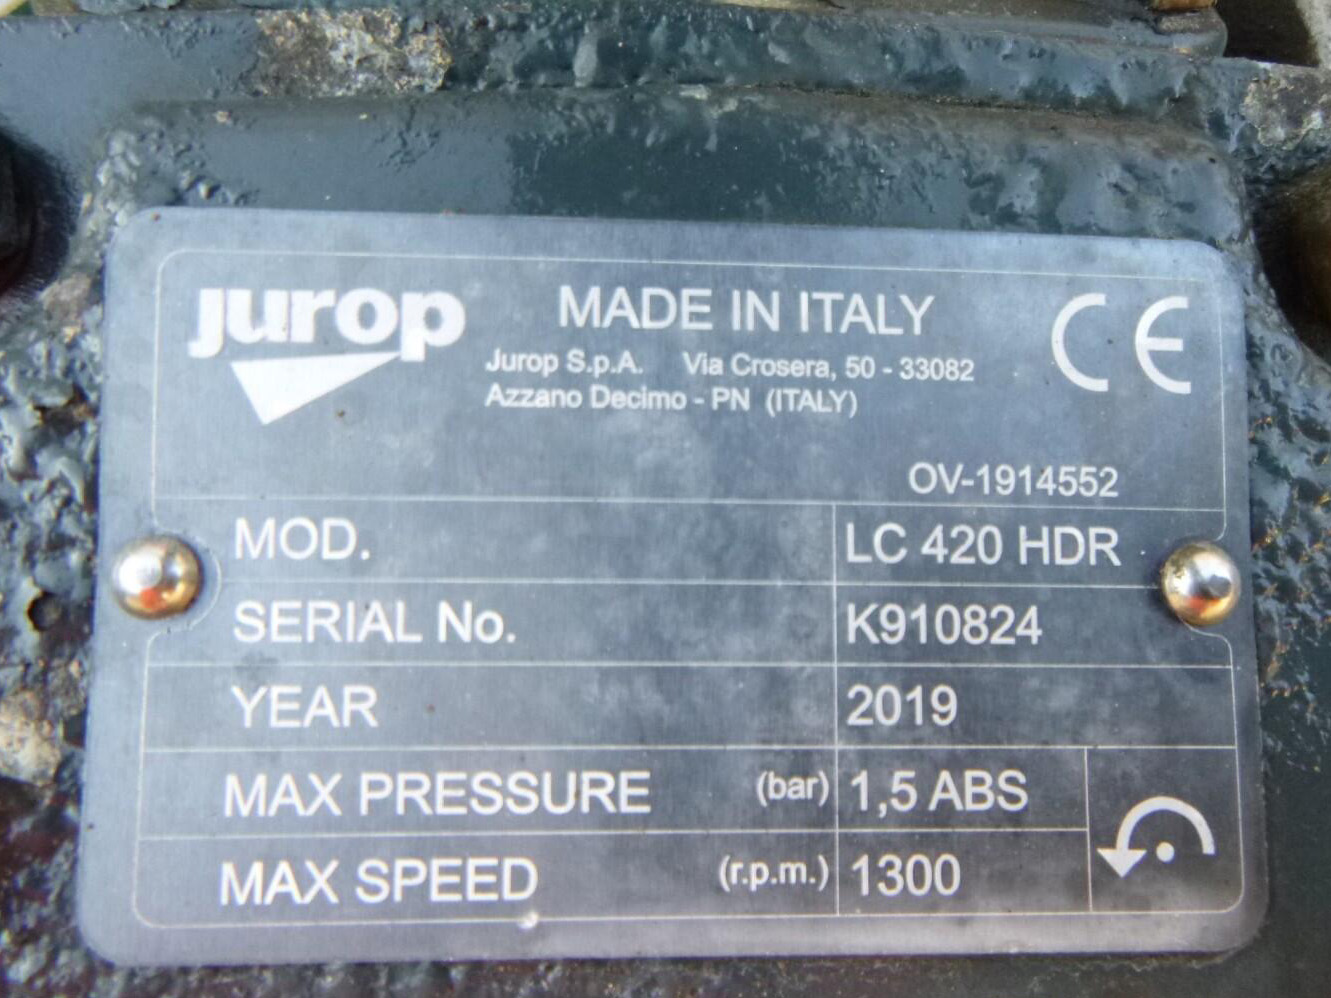 jurop
MADE IN ITALY
CE
Jurop S.p.A. Via Crosera, 50 - 33082
Azzano Decimo - PN (ITALY)
OV-1914552
MOD. LC 420 HDR
SERIAL No. K910824
YEAR 2019
MAX PRESSURE (bar) 1,5 ABS
MAX SPEED (r.p.m.) 1300